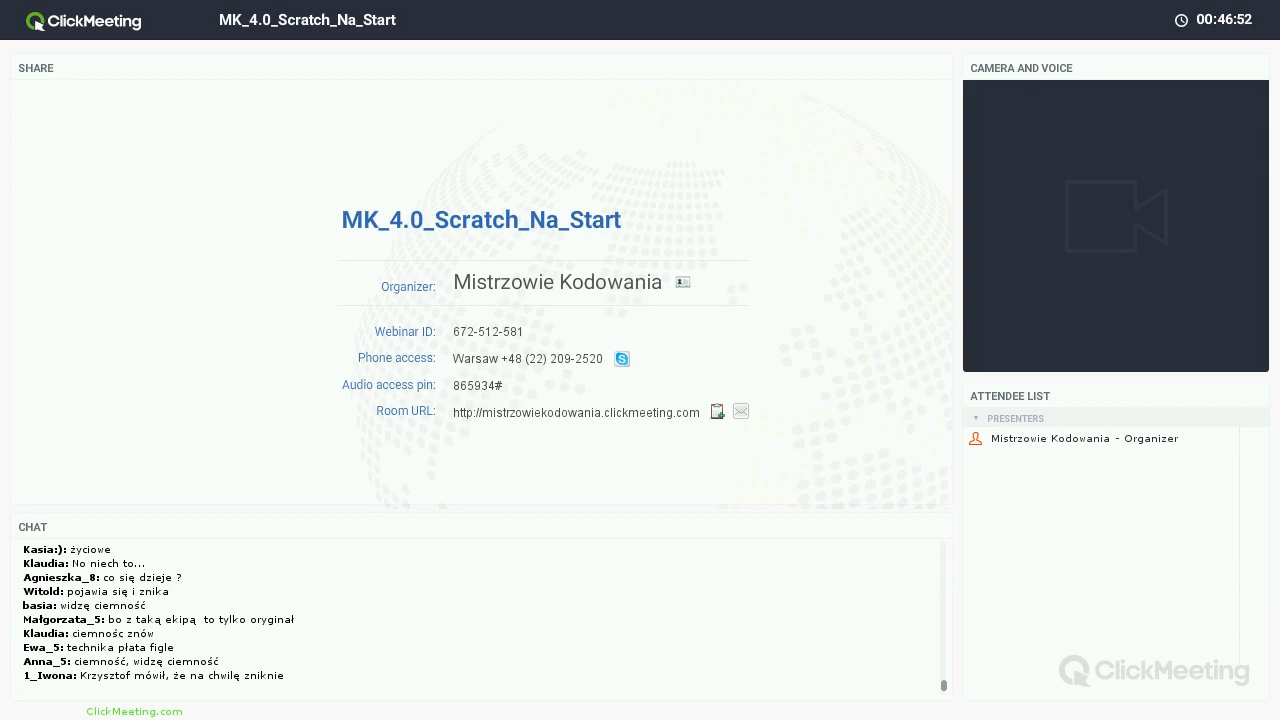 ClickMeeting
MK_4.0_Scratch_Na_Start
00:46:52
SHARE
MK_4.0_Scratch_Na_Start
Organizer: Mistrzowie Kodowania
Webinar ID: 672-512-581
Phone access: Warsaw +48 (22) 209-2520
Audio access pin: 865934#
Room URL: http://mistrzowiekodowania.clickmeeting.com
CHAT
Kasia:): życiowe
Klaudia: No niech to...
Agnieszka_8: co się dzieje ?
Witold: pojawia się i znika
basia: widzę ciemność
Małgorzata_5: bo z taką ekipą to tylko oryginał
Klaudia: ciemnośc znów
Ewa_5: technika płata figle
Anna_5: ciemność, widzę ciemność
1_Iwona: Krzysztof mówił, że na chwilę zniknie
ClickMeeting.com
CAMERA AND VOICE
ATTENDEE LIST
PRESENTERS
Mistrzowie Kodowania - Organizer
ClickMeeting